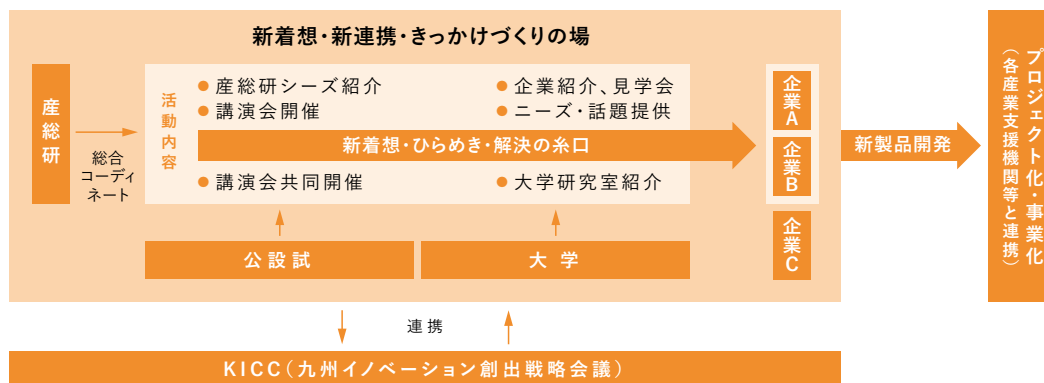 新着想・新連携・きっかけづくりの場
産総研
総合
コーディ
ネート
活動内容
●産総研シーズ紹介
●講演会開催
●企業紹介、見学会
●ニーズ・話題提供
新着想・ひらめき・解決の糸口
●講演会共同開催
●大学研究室紹介
公設試
大学
企業A
企業B
企業C
新製品開発
プロジェクト化・事業化
（各産業支援機関等と連携）
連携
KICC（九州イノベーション創出戦略会議）